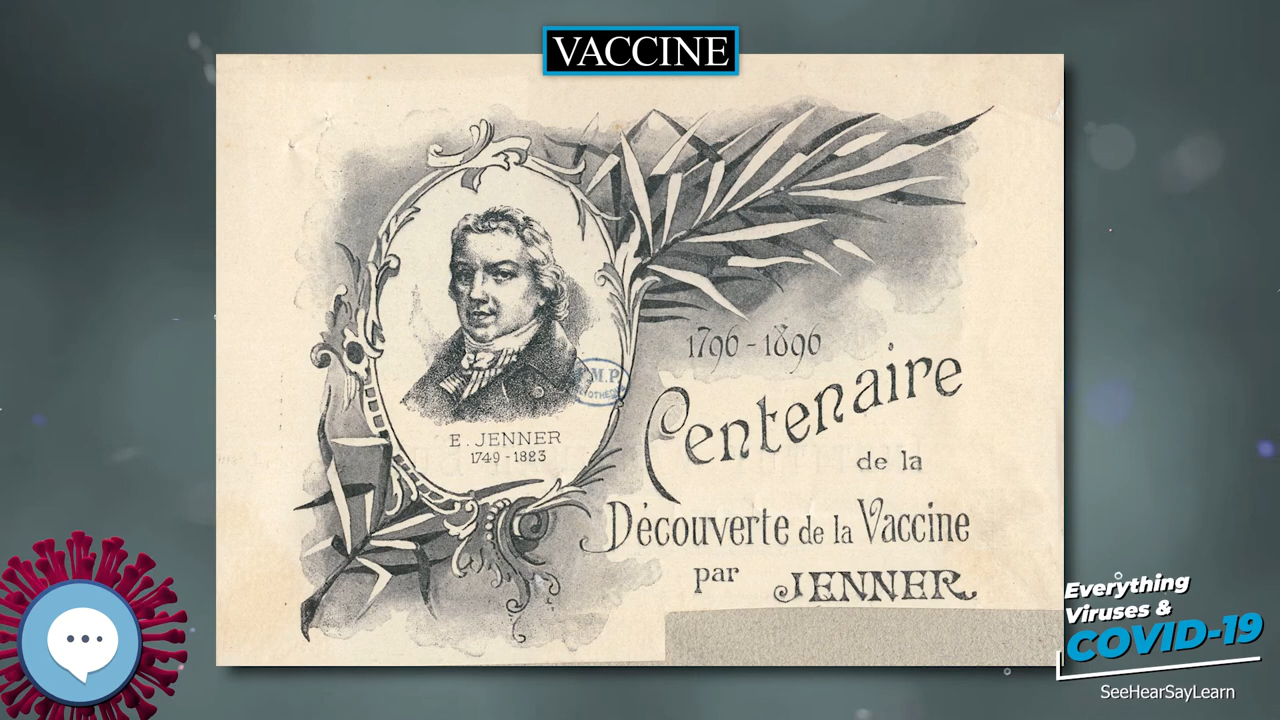 VACCINE
E. JENNER
1749 - 1823
1796 - 1896
Centenaire
de la
Découverte de la Vaccine
par JENNER.
Everything
Viruses &
COVID-19
SeeHearSayLearn